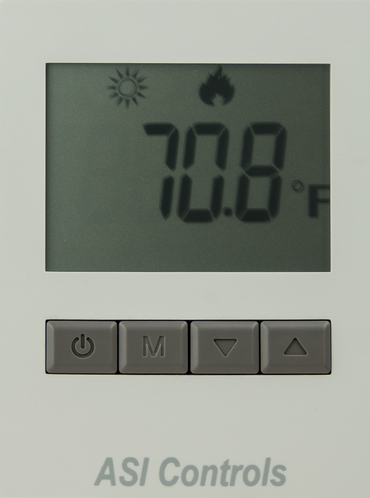 70.8 °F
M
ASI Controls